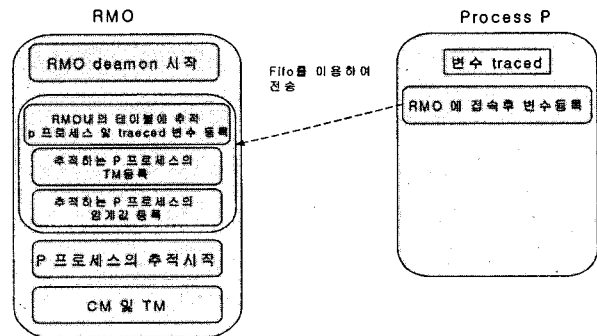 RMO
Process P
RMO deamon 시작
Fifo를 이용하여
전송
변수 traced
RMO 에 접속후 변수등록
RMO내의 테이블에 추적
p 프로세스 및 traeced 변수 등록
추적하는 P 프로세스의
TM등록
추적하는 P 프로세스의
임계값 등록
P 프로세스의 추적시작
CM 및 TM